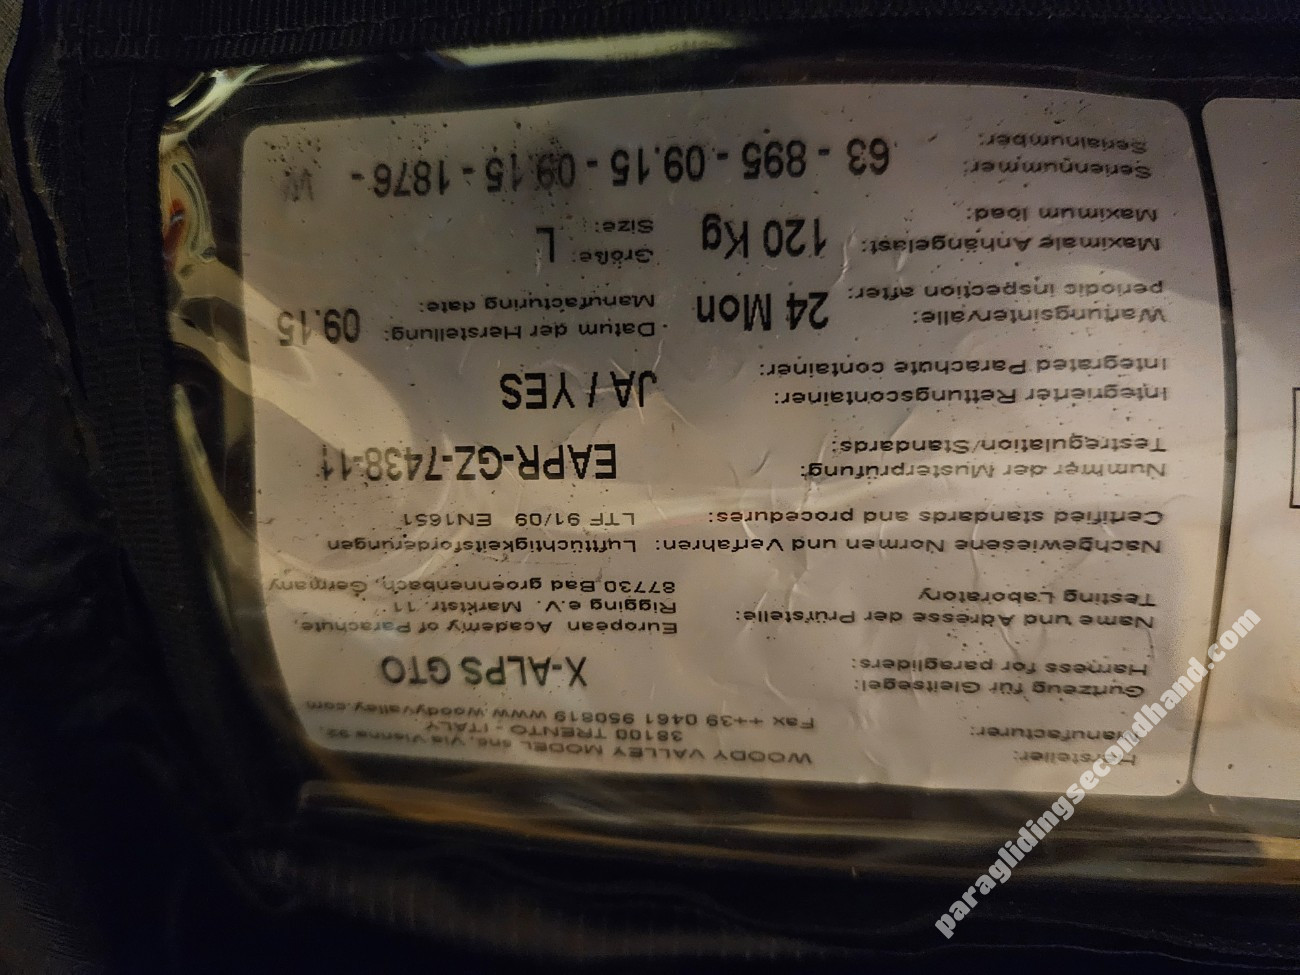 Hersteller: WOODY VALLEY MODEL snc, Via Vienna 92,
Manufacturer: 38100 TRENTO - ITALY
Fax ++39 0461 950819 www.woodyvalley.com
Gurtzeug für Gleitsegel: X-ALPS GTO
Harness for paragliders:
Name und Adresse der Prüfstelle: European Academy of Parachute,
Testing Laboratory Rigging e.V. Marktstr. 11
87730 Bad groennenbach, Germany
Nachgewiesene Normen und Verfahren: Lufttüchtigkeitsforderungen
Certified standards and procedures: LTF 91/09 EN1651
Nummer der Musterprüfung: EAPR-GZ-7438-11
Testregulation/Standards:
Integrierter Rettungscontainer: JA / YES
Integrated Parachute container:
Wartungsintervalle: 24 Mon Datum der Herstellung: 09.15
periodic inspection after: Manufacturing date:
Maximale Anhängelast: 120 Kg Größe: L
Maximum load: Size:
Seriennummer: 63 - 895 - 09.15 - 09.15 - 1876 -
Serialnumber:
paraglidingsecondhand.com